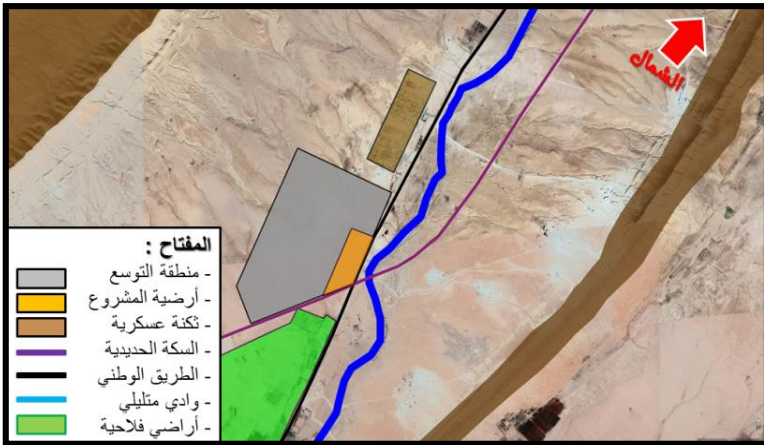 الشمال
المفتاح :
- منطقة التوسع
- أرضية المشروع
- ثكنة عسكرية
- السكة الحديدية
- الطريق الوطني
- وادي متليلي
- أراضي فلاحية